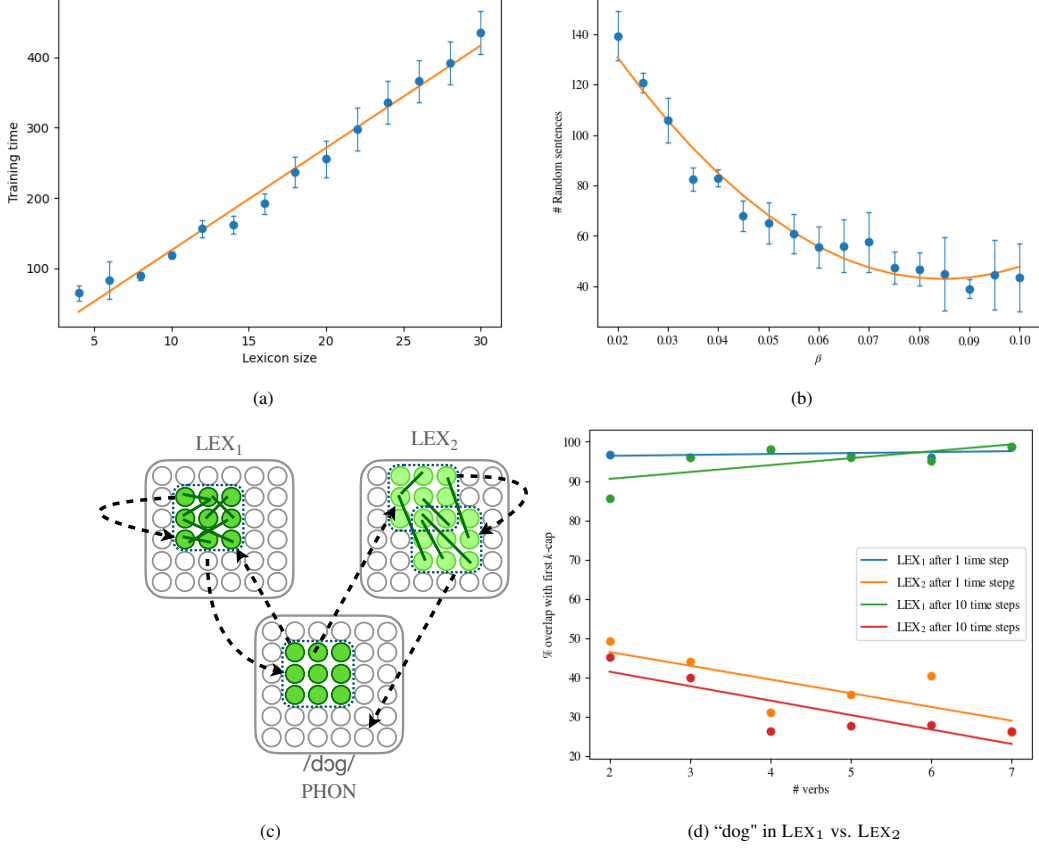 Training time
400
300
200
100
5 10 15 20 25 30
Lexicon size
(a)
# Random sentences
140
120
100
80
60
40
0.02 0.03 0.04 0.05 0.06 0.07 0.08 0.09 0.10
β
(b)
LEX1
LEX2
/dɔg/
PHON
(c)
% overlap with first k-cap
100
90
80
70
60
50
40
30
20
LEX1 after 1 time step
LEX2 after 1 timestepg
LEX1 after 10 time steps
LEX2 after 10 time steps
2 3 4 5 6 7
# verbs
(d) “dog" in LEX1 vs. LEX2